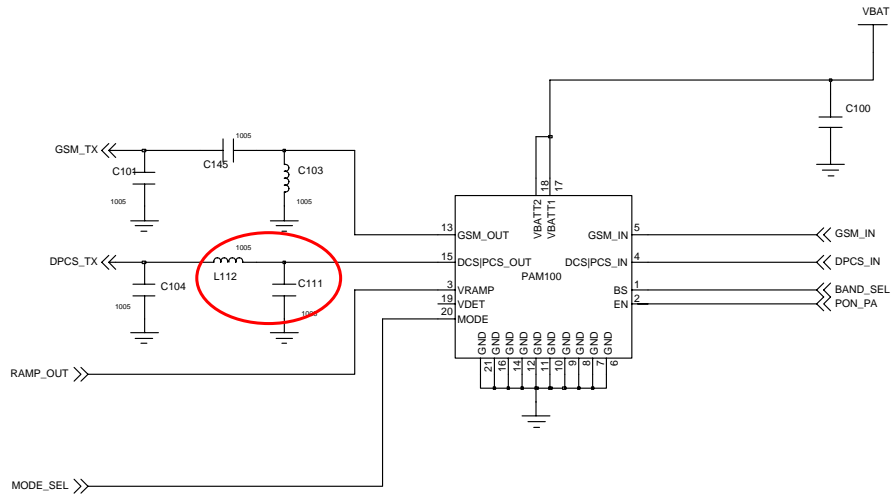 VBAT
C100
GSM_TX
1005
C145
C101
C103
1005
1005
18
17
VBATT2
VBATT1
13
GSM_OUT
GSM_IN
5
GSM_IN
DPCS_TX
1005
L112
15
DCS|PCS_OUT
DCS|PCS_IN
4
DPCS_IN
PAM100
C104
C111
3
VRAMP
BS
1
BAND_SEL
1005
1005
19
VDET
EN
2
PON_PA
20
MODE
GND
GND
GND
GND
GND
GND
GND
GND
GND
GND
21
16
14
12
11
10
9
8
7
6
RAMP_OUT
MODE_SEL